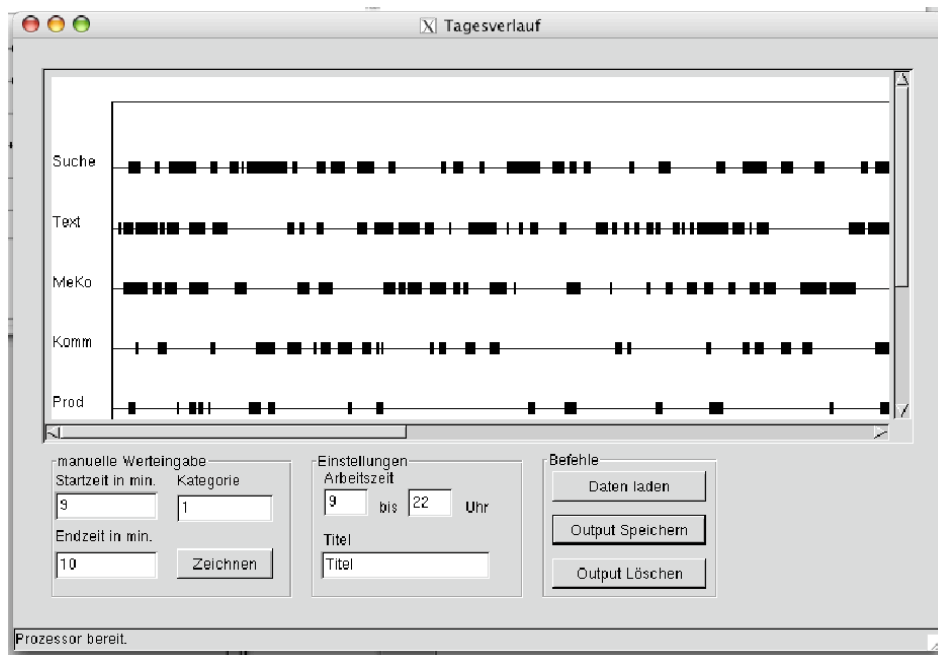 X Tagesverlauf
Suche
Text
MeKo
Komm
Prod
manuelle Werteingabe
Startzeit in min. Kategorie
9 1
Endzeit in min.
10 Zeichnen
Einstellungen
Arbeitszeit
9 bis 22 Uhr
Titel
Titel
Befehle
Daten laden
Output Speichern
Output Löschen
Prozessor bereit.